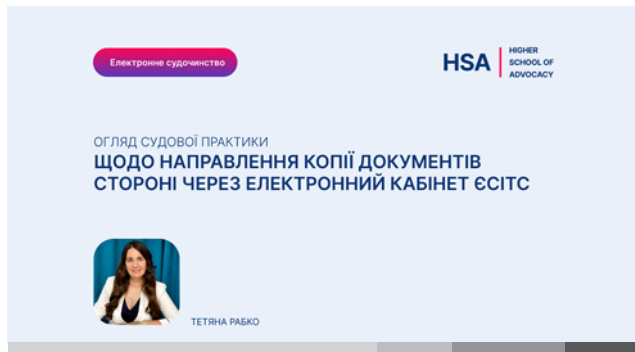 Електронне судочинство
HSA
HIGHER
SCHOOL OF
ADVOCACY
ОГЛЯД СУДОВОЇ ПРАКТИКИ
ЩОДО НАПРАВЛЕННЯ КОПІЇ ДОКУМЕНТІВ
СТОРОНІ ЧЕРЕЗ ЕЛЕКТРОННИЙ КАБІНЕТ ЄСІТС
ТЕТЯНА РАБКО